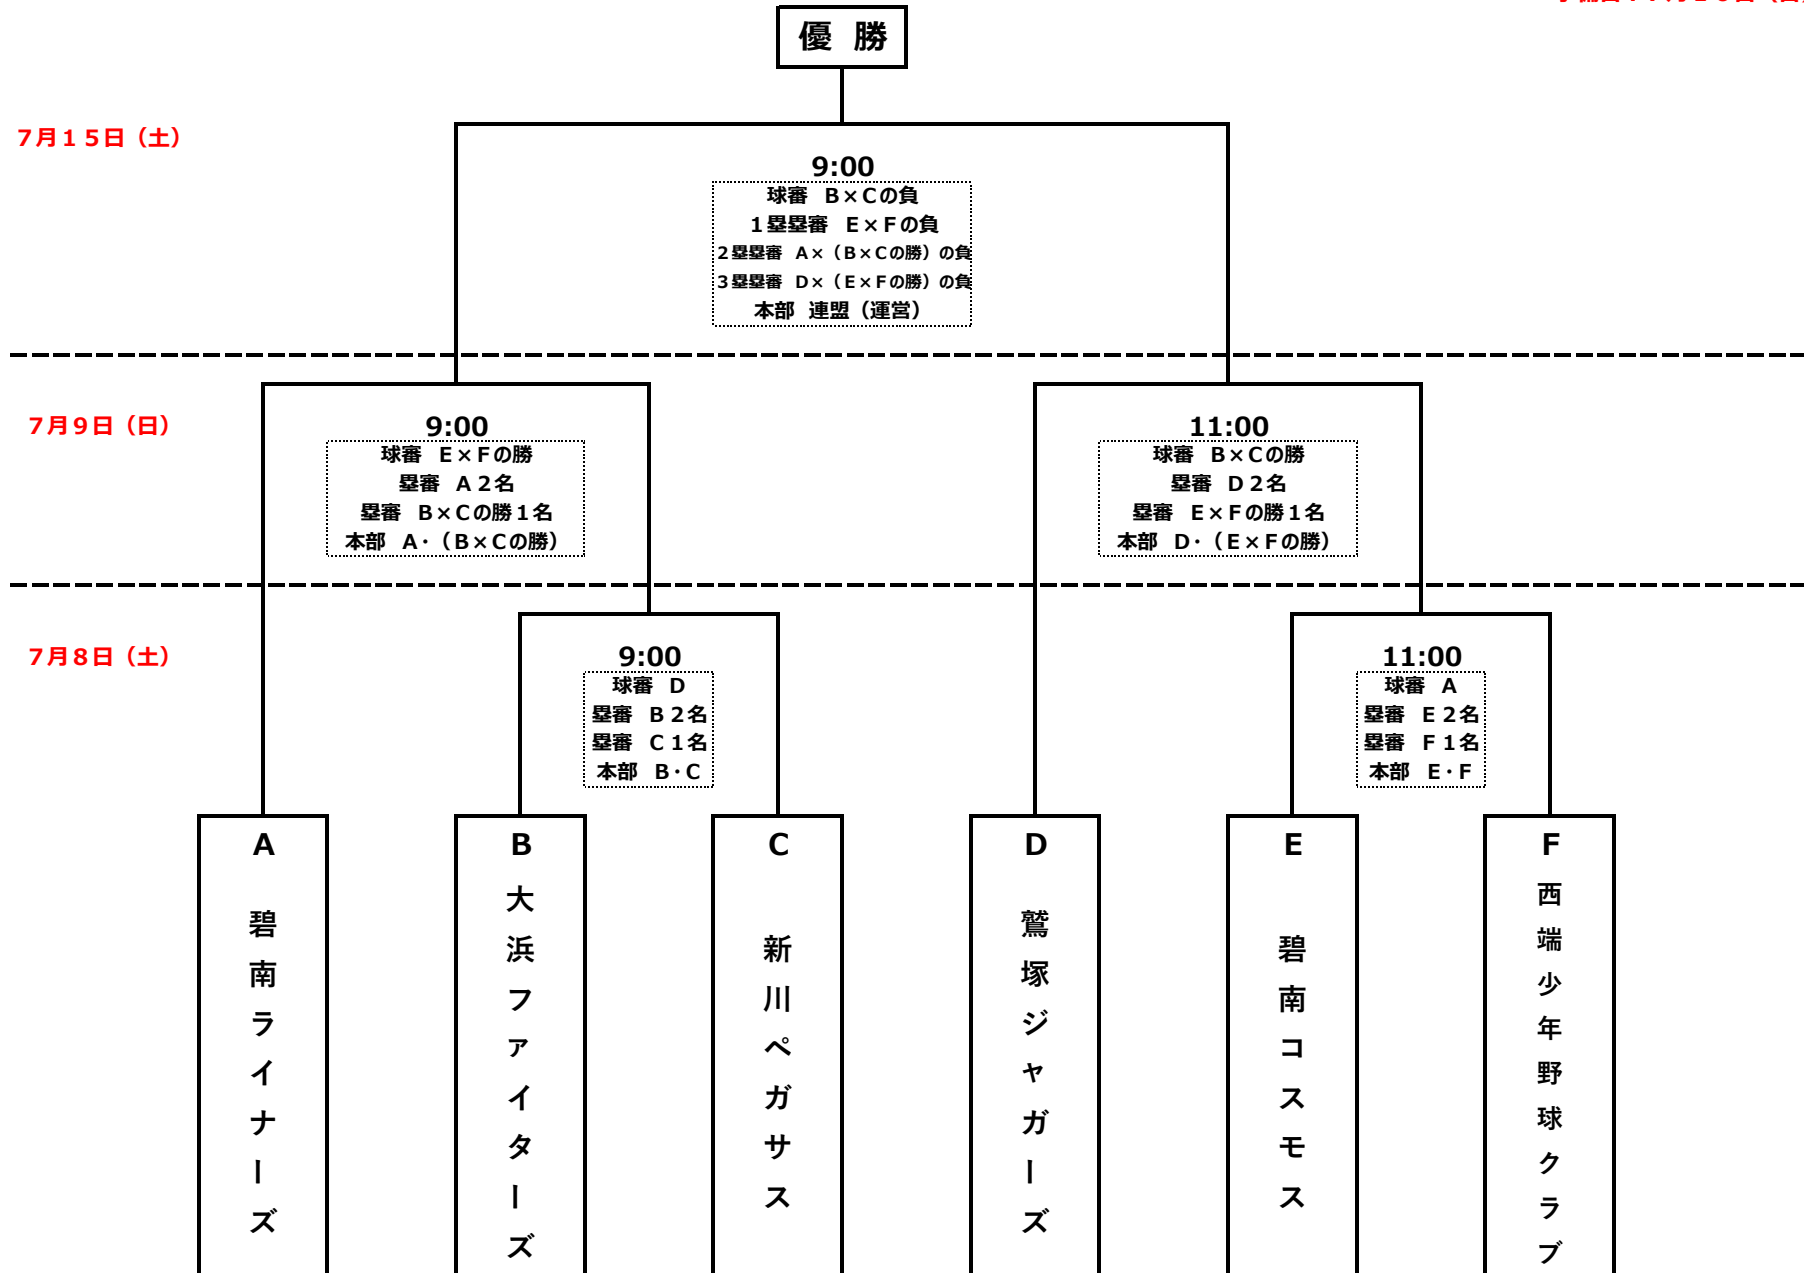 優 勝
7月15日（土）
9:00
球審 B×Cの負
1塁塁審 E×Fの負
2塁塁審 A×（B×Cの勝）の負
3塁塁審 D×（E×Fの勝）の負
本部 連盟（運営）
7月9日（日）
9:00
球審 E×Fの勝
塁審 A2名
塁審 B×Cの勝1名
本部 A・（B×Cの勝）
11:00
球審 B×Cの勝
塁審 D2名
塁審 E×Fの勝1名
本部 D・（E×Fの勝）
7月8日（土）
9:00
球審 D
塁審 B2名
塁審 C1名
本部 B・C
11:00
球審 A
塁審 E2名
塁審 F1名
本部 E・F
A
碧南ライナーズ
B
大浜ファイターズ
C
新川ペガサス
D
鷲塚ジャガーズ
E
碧南コスモス
F
西端少年野球クラブ